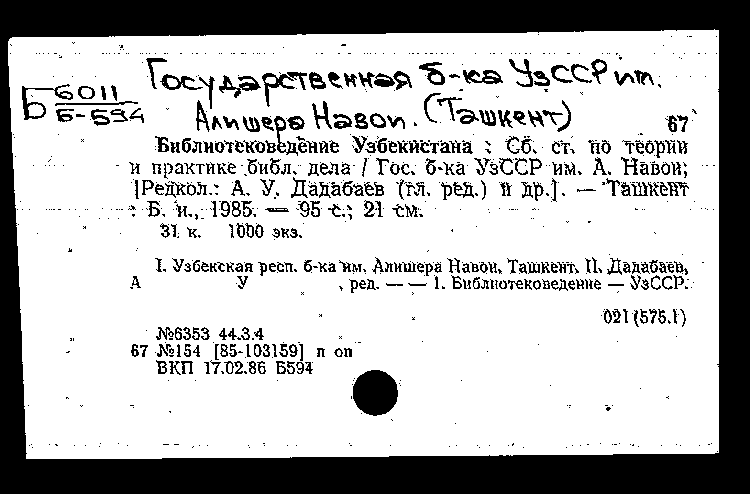 Государственная б-ка УзССР им.
Б 6011
Б-594
Алишера Навои. (Ташкент)
67
Библиотековедение Узбекистана : Сб. ст. по теории
и практике библ. дела / Гос. б-ка УзССР им. А. Навои;
[Редкол.: А. У. Дадабаев (гл. ред.) и др.]. — Ташкент
: Б. и., 1985. — 95 с.; 21 см.
31 к. 1000 экз.
I. Узбекская респ. б-ка им. Алишера Навои, Ташкент. II. Дадабаев,
А У , ред. — — 1. Библиотековедение — УзССР.
021(575.1)
№6353 44.3.4
67 №154 [85-103159] п оп
ВКП 17.02.86 Б594